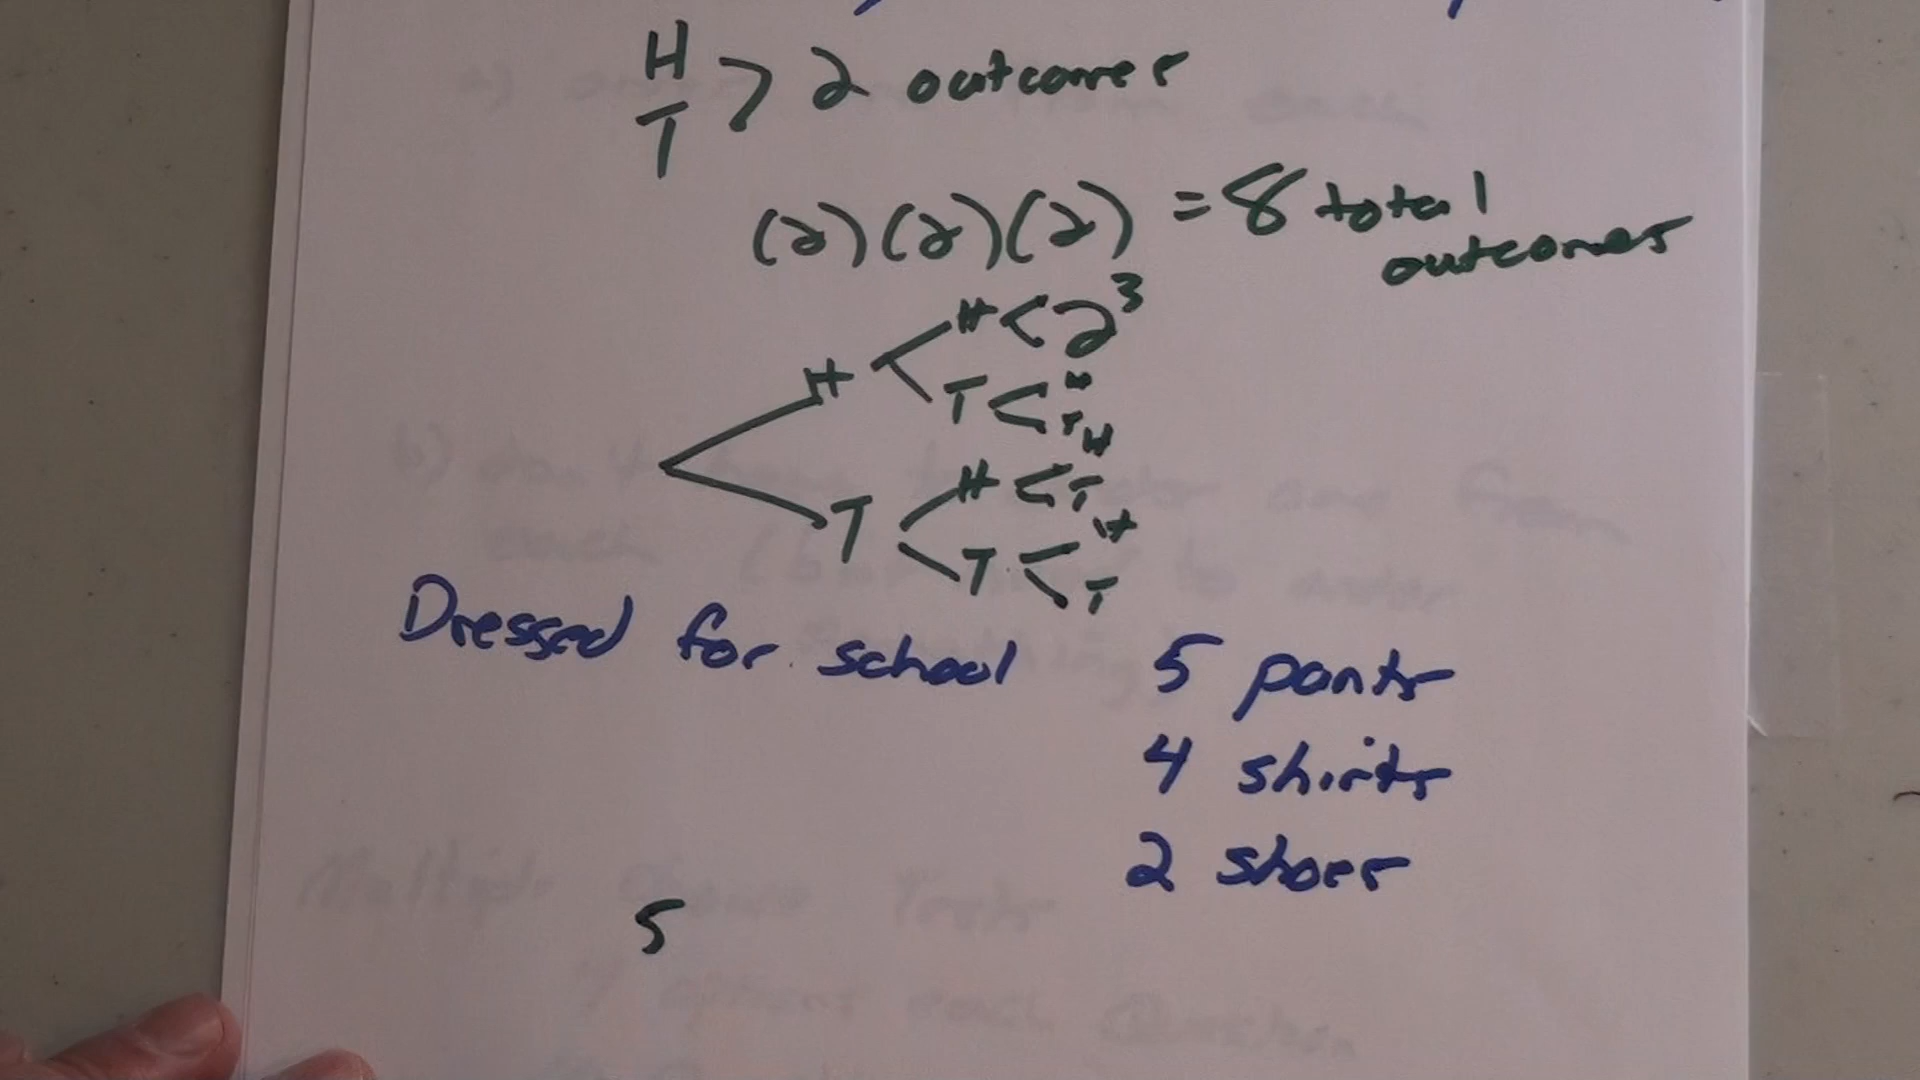 H
T > 2 outcomes
(2)(2)(2) = 8 total
outcomes
H < 2³
H
T < H
T
H
H < T
T
H
T < T
Dressed for school 5 pants
4 shirts
2 shoes
5